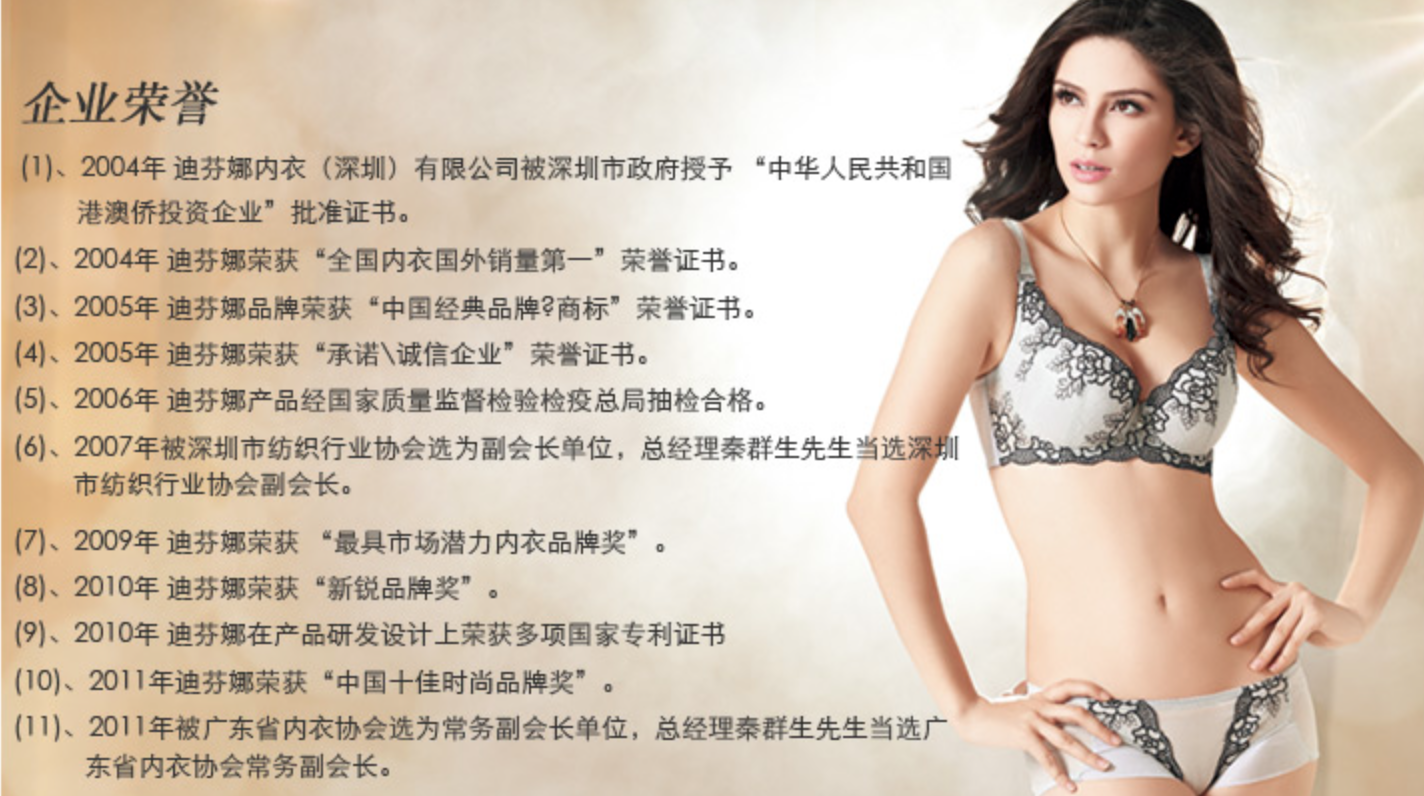 企业荣誉
(1)、2004年 迪芬娜内衣（深圳）有限公司被深圳市政府授予 “中华人民共和国
港澳侨投资企业”批准证书。
(2)、2004年 迪芬娜荣获“全国内衣国外销量第一”荣誉证书。
(3)、2005年 迪芬娜品牌荣获“中国经典品牌?商标”荣誉证书。
(4)、2005年 迪芬娜荣获“承诺\诚信企业”荣誉证书。
(5)、2006年 迪芬娜产品经国家质量监督检验检疫总局抽检合格。
(6)、2007年被深圳市纺织行业协会选为副会长单位，总经理秦群生先生当选深圳
市纺织行业协会副会长。
(7)、2009年 迪芬娜荣获 “最具市场潜力内衣品牌奖”。
(8)、2010年 迪芬娜荣获“新锐品牌奖”。
(9)、2010年 迪芬娜在产品研发设计上荣获多项国家专利证书
(10)、2011年迪芬娜荣获“中国十佳时尚品牌奖”。
(11)、2011年被广东省内衣协会选为常务副会长单位，总经理秦群生先生当选广
东省内衣协会常务副会长。